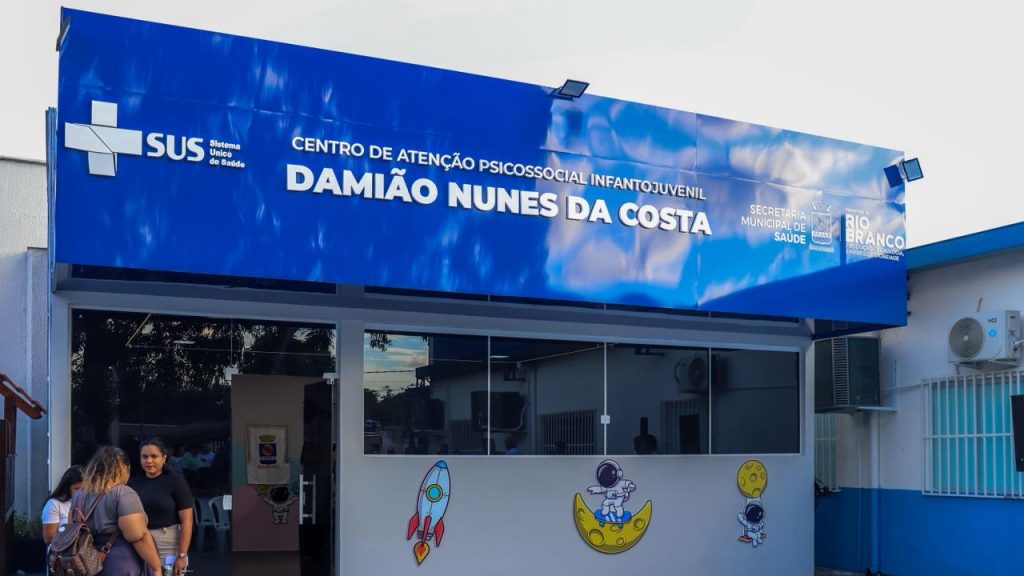 SUS
Sistema
Único
de Saúde
CENTRO DE ATENÇÃO PSICOSSOCIAL INFANTOJUVENIL
DAMIÃO NUNES DA COSTA
SECRETARIA
MUNICIPAL DE
SAÚDE
RIO
BRANCO